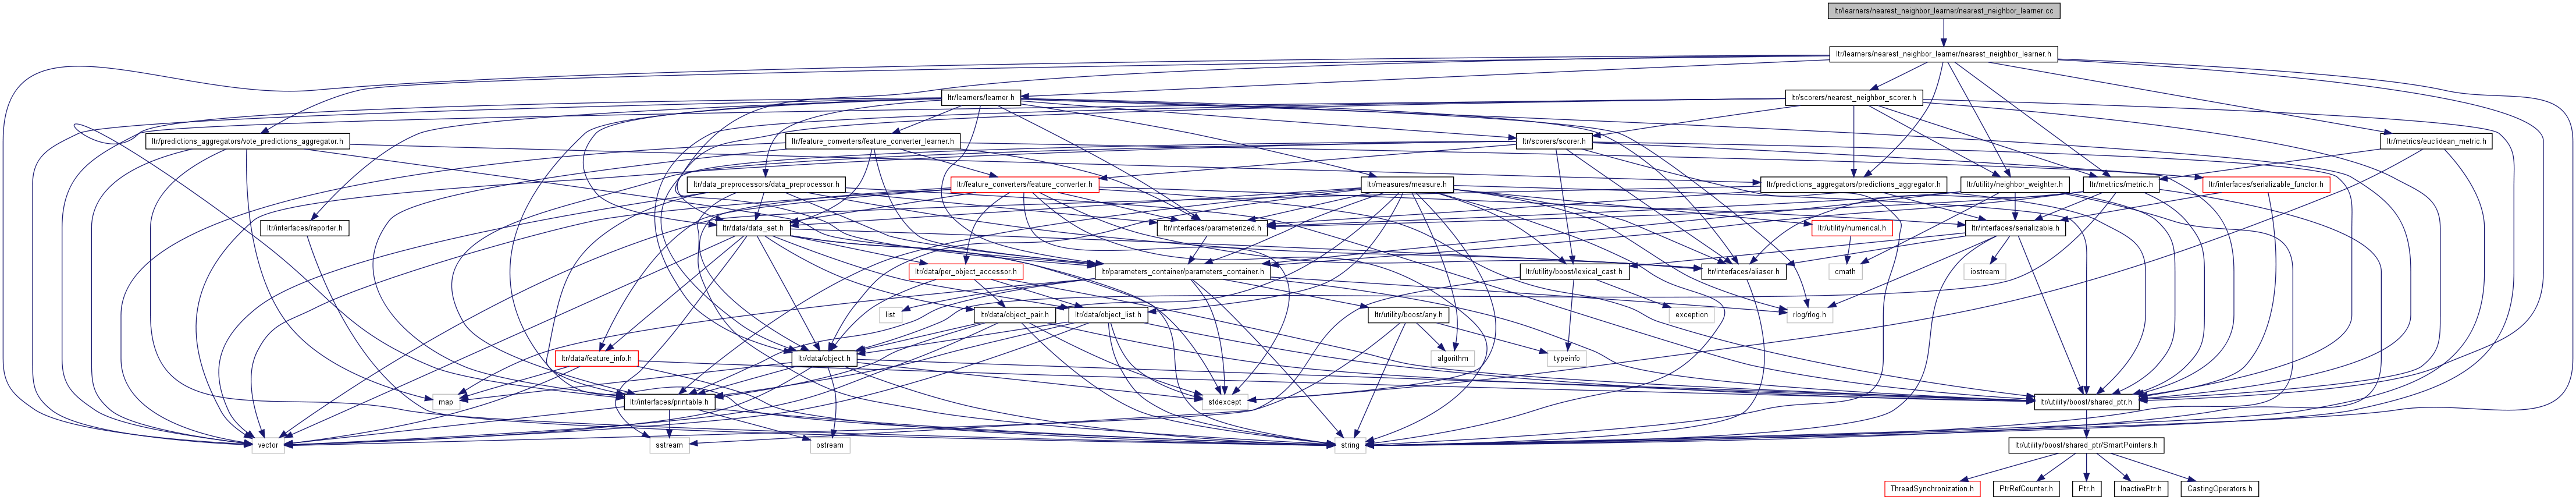 ltr/learners/nearest_neighbor_learner/nearest_neighbor_learner.cc
ltr/learners/nearest_neighbor_learner/nearest_neighbor_learner.h
ltr/learners/learner.h
ltr/scorers/nearest_neighbor_scorer.h
ltr/predictions_aggregators/vote_predictions_aggregator.h
ltr/feature_converters/feature_converter_learner.h
ltr/scorers/scorer.h
ltr/metrics/euclidean_metric.h
ltr/data_preprocessors/data_preprocessor.h
ltr/feature_converters/feature_converter.h
ltr/measures/measure.h
ltr/predictions_aggregators/predictions_aggregator.h
ltr/utility/neighbor_weighter.h
ltr/metrics/metric.h
ltr/interfaces/serializable_functor.h
ltr/interfaces/reporter.h
ltr/data/data_set.h
ltr/interfaces/parameterized.h
ltr/utility/numerical.h
ltr/interfaces/serializable.h
ltr/data/per_object_accessor.h
ltr/parameters_container/parameters_container.h
ltr/utility/boost/lexical_cast.h
ltr/interfaces/aliaser.h
cmath
iostream
list
ltr/data/object_pair.h
ltr/data/object_list.h
ltr/utility/boost/any.h
exception
rlog/rlog.h
ltr/data/feature_info.h
ltr/data/object.h
algorithm
typeinfo
map
ltr/interfaces/printable.h
stdexcept
ltr/utility/boost/shared_ptr.h
vector
sstream
ostream
string
ltr/utility/boost/shared_ptr/SmartPointers.h
ThreadSynchronization.h
PtrRefCounter.h
Ptr.h
InactivePtr.h
CastingOperators.h